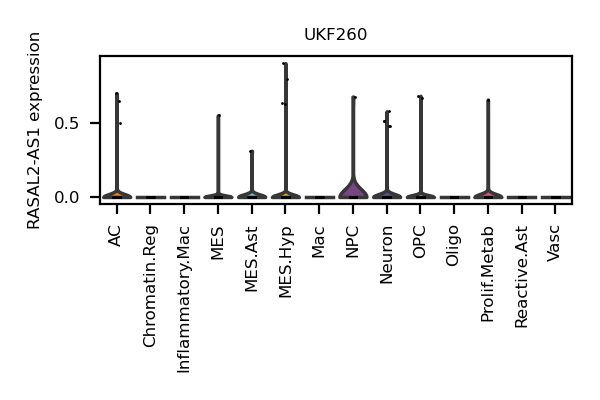 UKF260
RASAL2-AS1 expression
0.5
0.0
AC
Chromatin.Reg
Inflammatory.Mac
MES
MES.Ast
MES.Hyp
Mac
NPC
Neuron
OPC
Oligo
Prolif.Metab
Reactive.Ast
Vasc